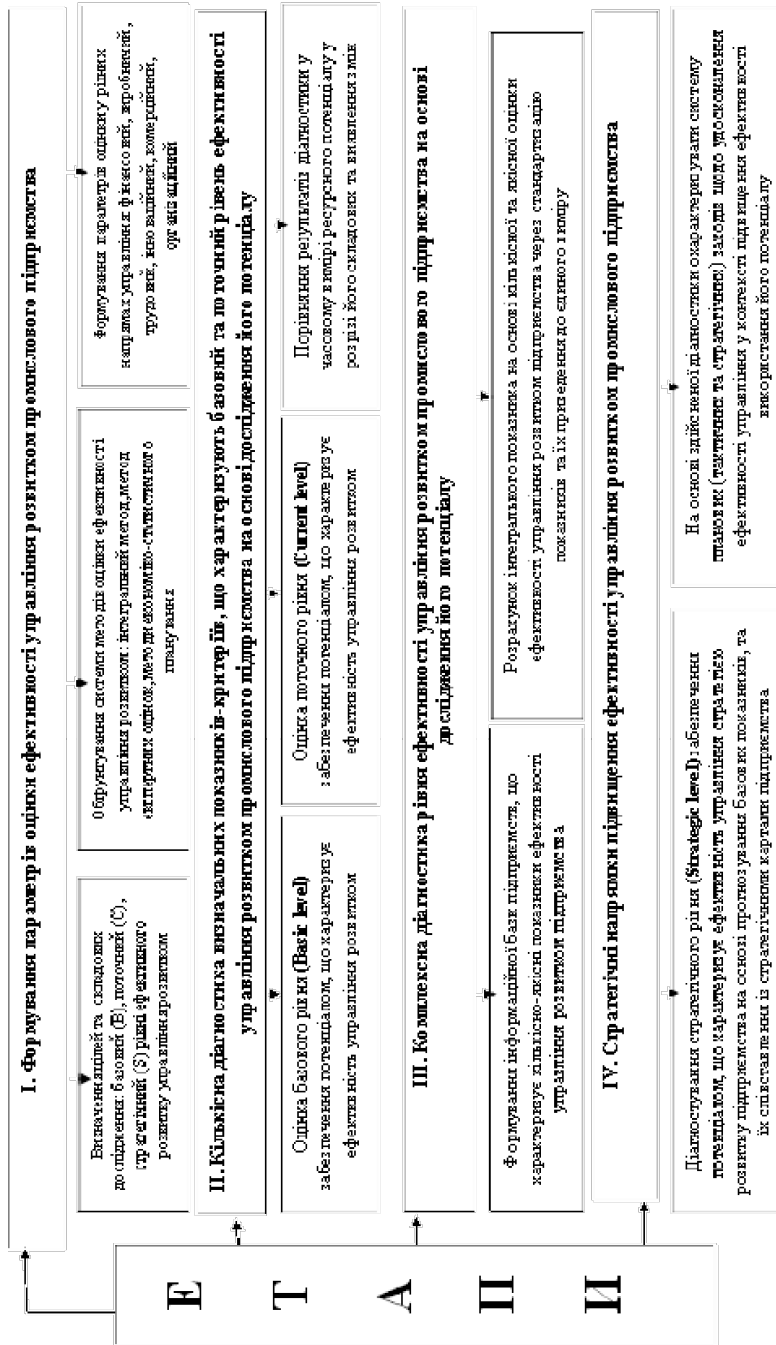 І. Формування параметрів оцінки ефективності управління розвитком промислового підприємства
Визначення цілей та складових
дослідження: базовий (В), поточний (С),
стратегічний (S) рівні ефективного
розвитку управління розвитком
Обґрунтування системи методів оцінки ефективності
управління розвитком: інтегральний метод, метод
експертних оцінок, методи економіко-статистичного
планування
Формування параметрів оцінки у різних
напрямах управління: фінансовий, виробничий,
трудовий, інноваційний, комерційний,
організаційний
ІІ. Кількісна діагностика визначальних показників-критеріїв, що характеризують базовий та поточний рівень ефективності
управління розвитком промислового підприємства на основі дослідження його потенціалу
Оцінка базового рівня (Basic level)
забезпечення потенціалом, що характеризує
ефективність управління розвитком
Оцінка поточного рівня (Current level)
забезпечення потенціалом, що характеризує
ефективність управління розвитком
Порівняння результатів діагностики у
часовому вимірі ресурсного потенціалу у
розрізі його складових та виявлення змін
ІІІ. Комплексна діагностика рівня ефективності управління розвитком промислового підприємства на основі
дослідження його потенціалу
Формування інформаційної бази підприємств, що
характеризує кількісно-якісні показники ефективності
управління розвитком підприємства
Розрахунок інтегрального показника на основі кількісної та якісної оцінки
ефективності управління розвитком підприємства через стандартизацію
показників та їх приведення до єдиного виміру
IV. Стратегічні напрямки підвищення ефективності управління розвитком промислового підприємства
Діагностування стратегічного рівня (Strategic level) забезпечення
потенціалом, що характеризує ефективність управління стратегією
розвитку підприємства на основі прогнозування базових показників, та
їх співставлення із стратегічними картами підприємства
На основі здійсненої діагностики охарактеризувати систему
планових (тактичних та стратегічних) заходів щодо удосконалення
ефективності управління у контексті підвищення ефективності
використання його потенціалу
Е Т А П И